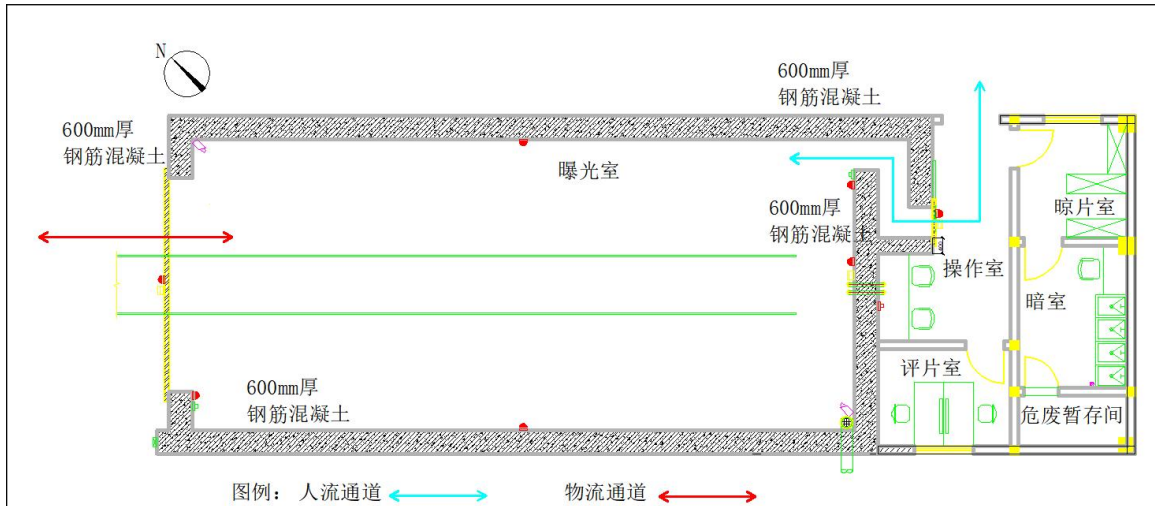 N
600mm厚
钢筋混凝土
600mm厚
钢筋混凝土
曝光室
600mm厚
钢筋混凝土
晾片室
操作室
暗室
评片室
600mm厚
钢筋混凝土
危废暂存间
图例： 人流通道
物流通道